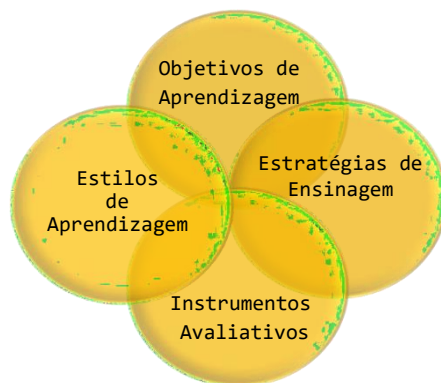 Objetivos de
Aprendizagem
Estratégias de
Ensinagem
Estilos
de
Aprendizagem
Instrumentos
Avaliativos